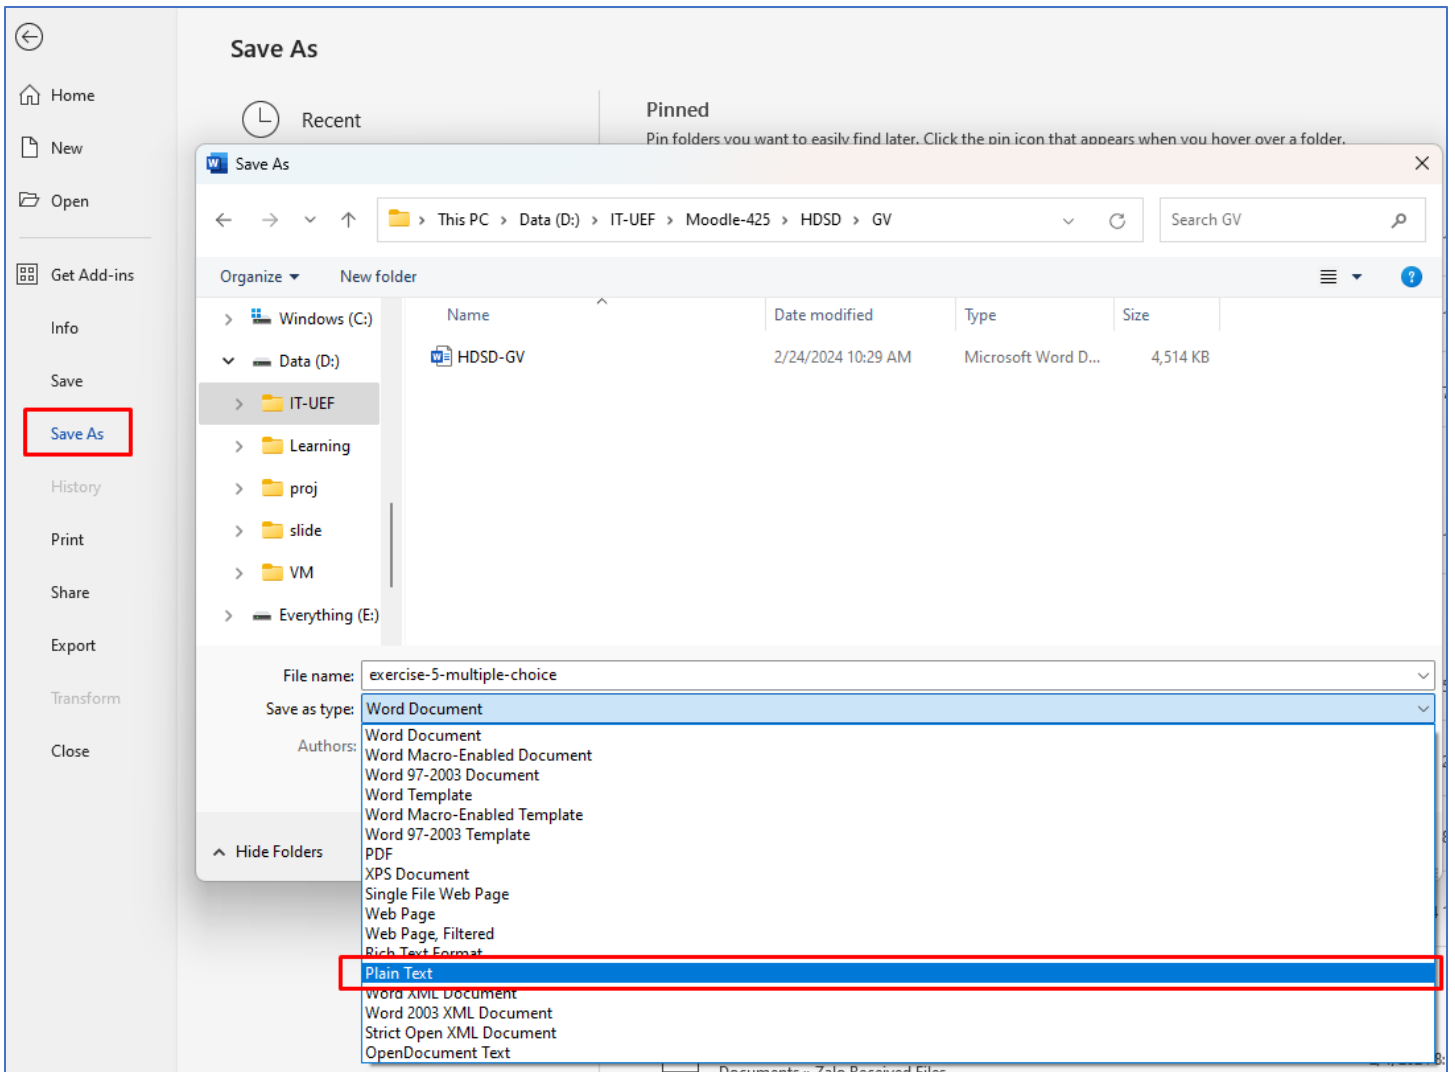 Save As
Home
New
Open
Get Add-ins
Info
Save
Save As
History
Print
Share
Export
Transform
Close
Recent
Pinned
Pin folders you want to easily find later. Click the pin icon that appears when you hover over a folder.
Save As
This PC > Data (D:) > IT-UEF > Moodle-425 > HDSD > GV
Search GV
Organize
New folder
Windows (C:)
Data (D:)
IT-UEF
Learning
proj
slide
VM
Everything (E:)
Name Date modified Type Size
HDSD-GV 2/24/2024 10:29 AM Microsoft Word D... 4,514 KB
File name: exercise-5-multiple-choice
Save as type: Word Document
Authors:
Word Document
Word Macro-Enabled Document
Word 97-2003 Document
Word Template
Word Macro-Enabled Template
Word 97-2003 Template
PDF
XPS Document
Single File Web Page
Web Page
Web Page, Filtered
Rich Text Format
Plain Text
Word XML Document
Word 2003 XML Document
Strict Open XML Document
OpenDocument Text
Hide Folders
Documents » Zalo Received Files